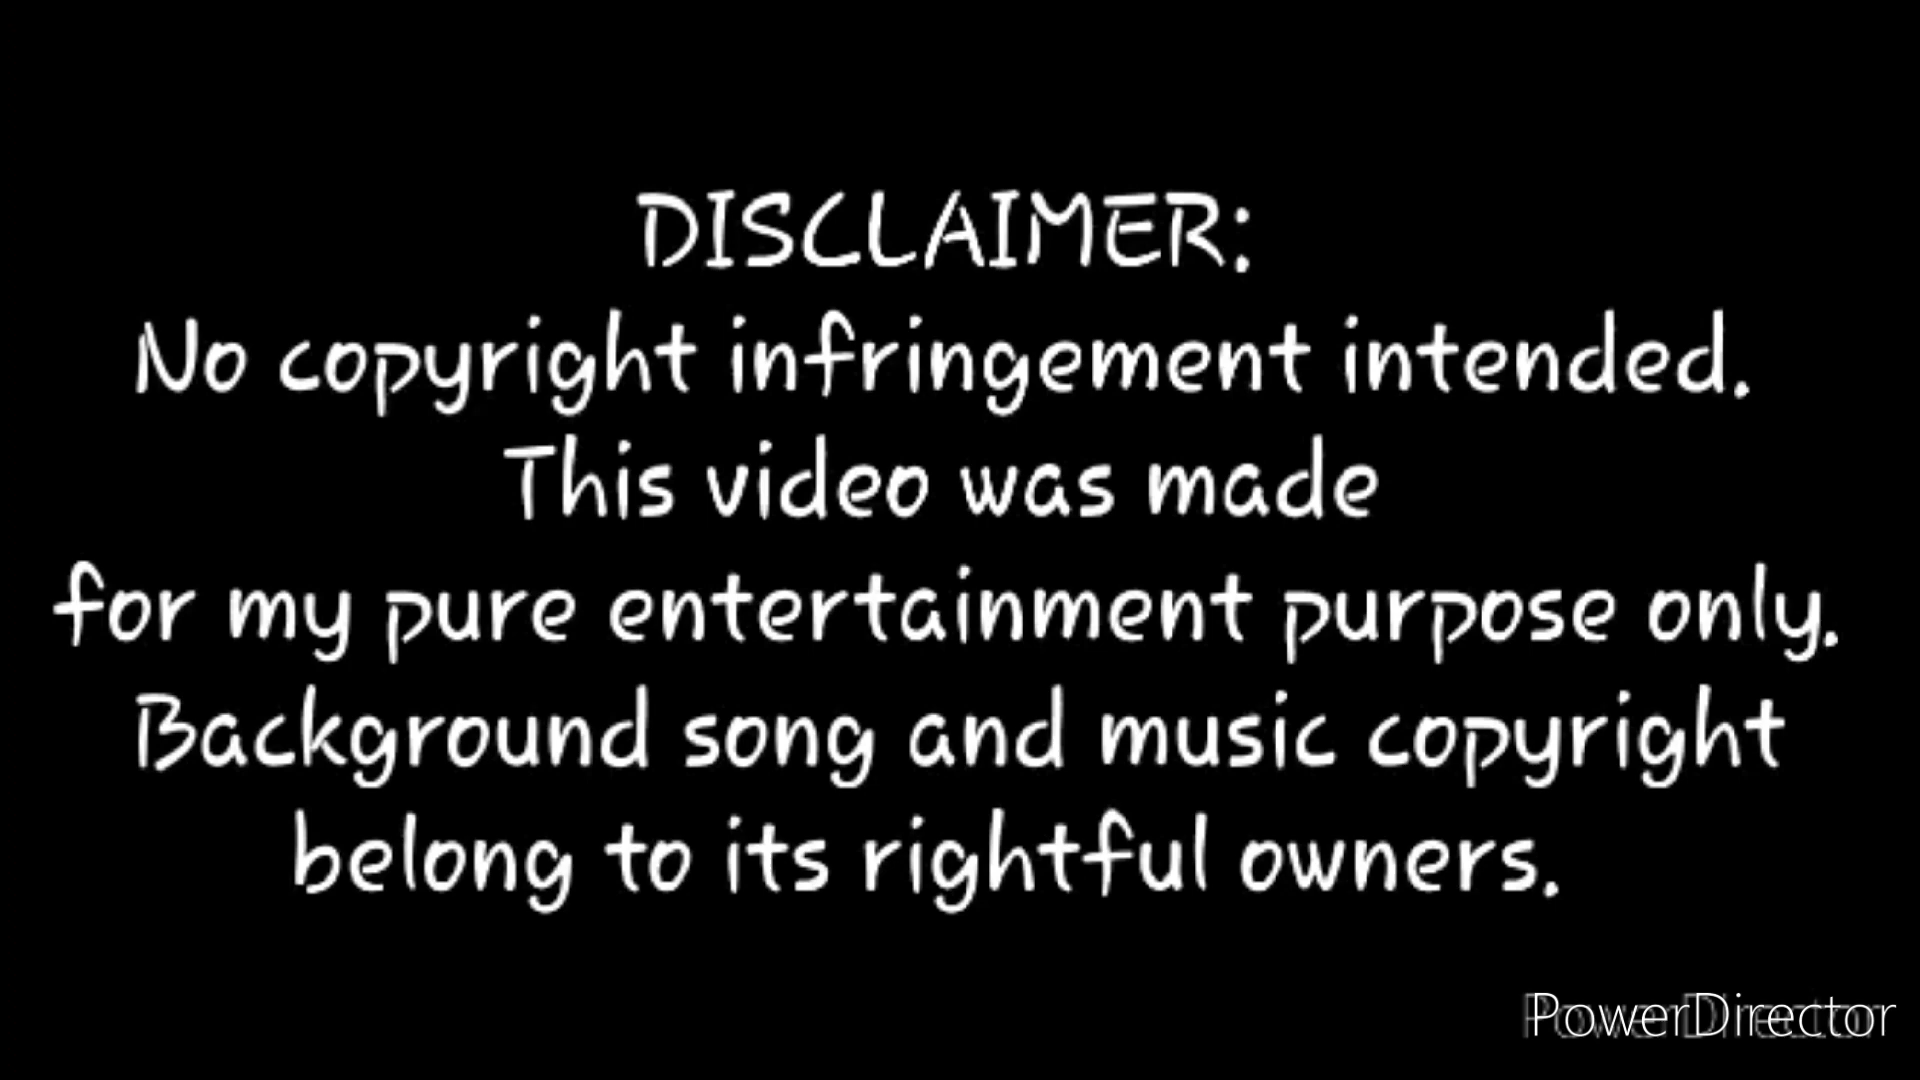 DISCLAIMER:
No copyright infringement intended.
This video was made
for my pure entertainment purpose only.
Background song and music copyright
belong to its rightful owners.
PowerDirector